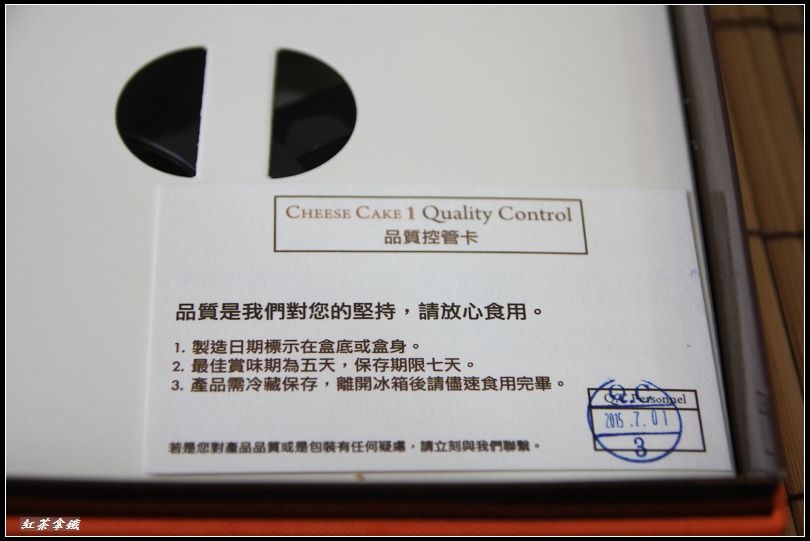 CHEESE CAKE 1 Quality Control
品質控管卡
品質是我們對您的堅持，請放心食用。
1. 製造日期標示在盒底或盒身。
2. 最佳賞味期為五天，保存期限七天。
3. 產品需冷藏保存，離開冰箱後請儘速食用完畢。
Q.C. Personnel
2015.7.01
3
若是您對產品品質或是包裝有任何疑慮，請立刻與我們聯繫。
紅茶拿鐵